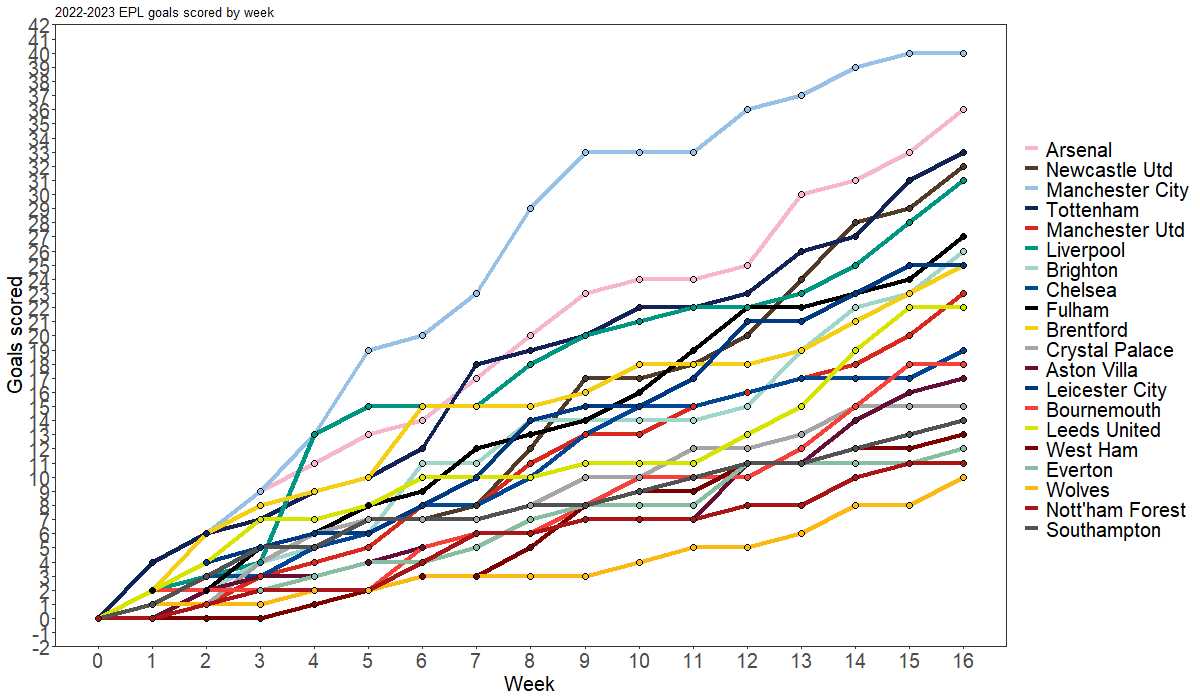 2022-2023 EPL goals scored by week
42
41
40
39
38
37
36
35
34
33
32
31
30
29
28
27
26
25
24
23
22
21
20
19
18
17
16
15
14
13
12
11
10
9
8
7
6
5
4
3
2
1
0
-1
-2
Goals scored
0 1 2 3 4 5 6 7 8 9 10 11 12 13 14 15 16
Week
Arsenal
Newcastle Utd
Manchester City
Tottenham
Manchester Utd
Liverpool
Brighton
Chelsea
Fulham
Brentford
Crystal Palace
Aston Villa
Leicester City
Bournemouth
Leeds United
West Ham
Everton
Wolves
Nott'ham Forest
Southampton